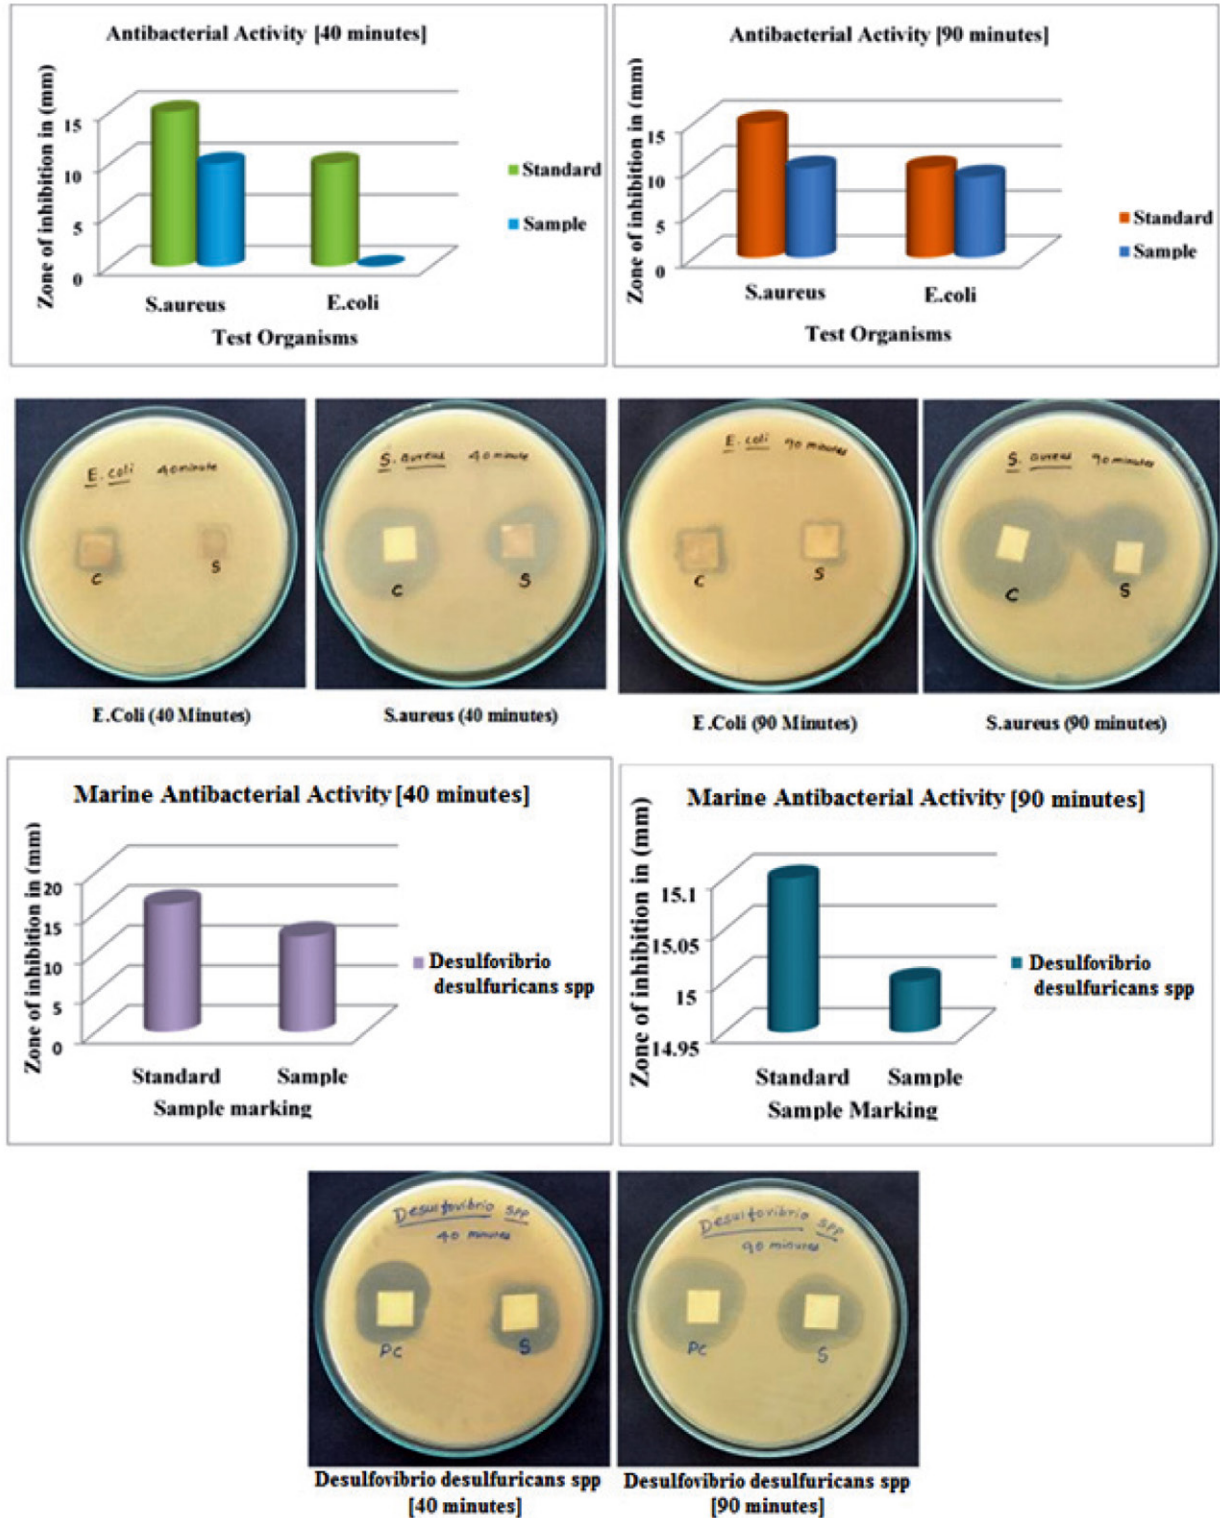 Antibacterial Activity [40 minutes]
Zone of inhibition in (mm)
15
10
5
0
S.aureus
E.coli
Test Organisms
Standard
Sample
Antibacterial Activity [90 minutes]
Zone of inhibition in (mm)
15
10
5
0
S.aureus
E.coli
Test Organisms
Standard
Sample
E. coli 40minute
C
S
S. aureus 40minute
C
S
E. coli 90 minutes
C
S
S. aureus 90minutes
C
S
E.Coli (40 Minutes)
S.aureus (40 minutes)
E.Coli (90 Minutes)
S.aureus (90 minutes)
Marine Antibacterial Activity [40 minutes]
Zone of inhibition in (mm)
20
15
10
5
0
Standard
Sample
Sample marking
Desulfovibrio
desulfuricans spp
Marine Antibacterial Activity [90 minutes]
Zone of inhibition in (mm)
15.1
15.05
15
14.95
Standard
Sample
Sample Marking
Desulfovibrio
desulfuricans spp
Desulfovibrio spp
40 minutes
PC
S
Desulfovibrio spp
90 minutes
PC
S
Desulfovibrio desulfuricans spp
[40 minutes]
Desulfovibrio desulfuricans spp
[90 minutes]